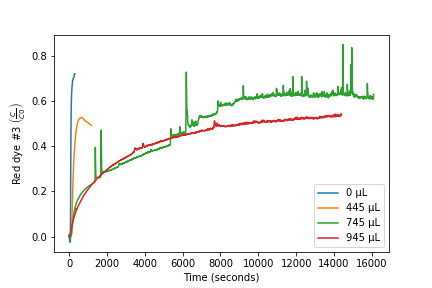 Red dye #3 (C/C0)
0.8
0.6
0.4
0.2
0.0
0 2000 4000 6000 8000 10000 12000 14000 16000
Time (seconds)
0 μL
445 μL
745 μL
945 μL